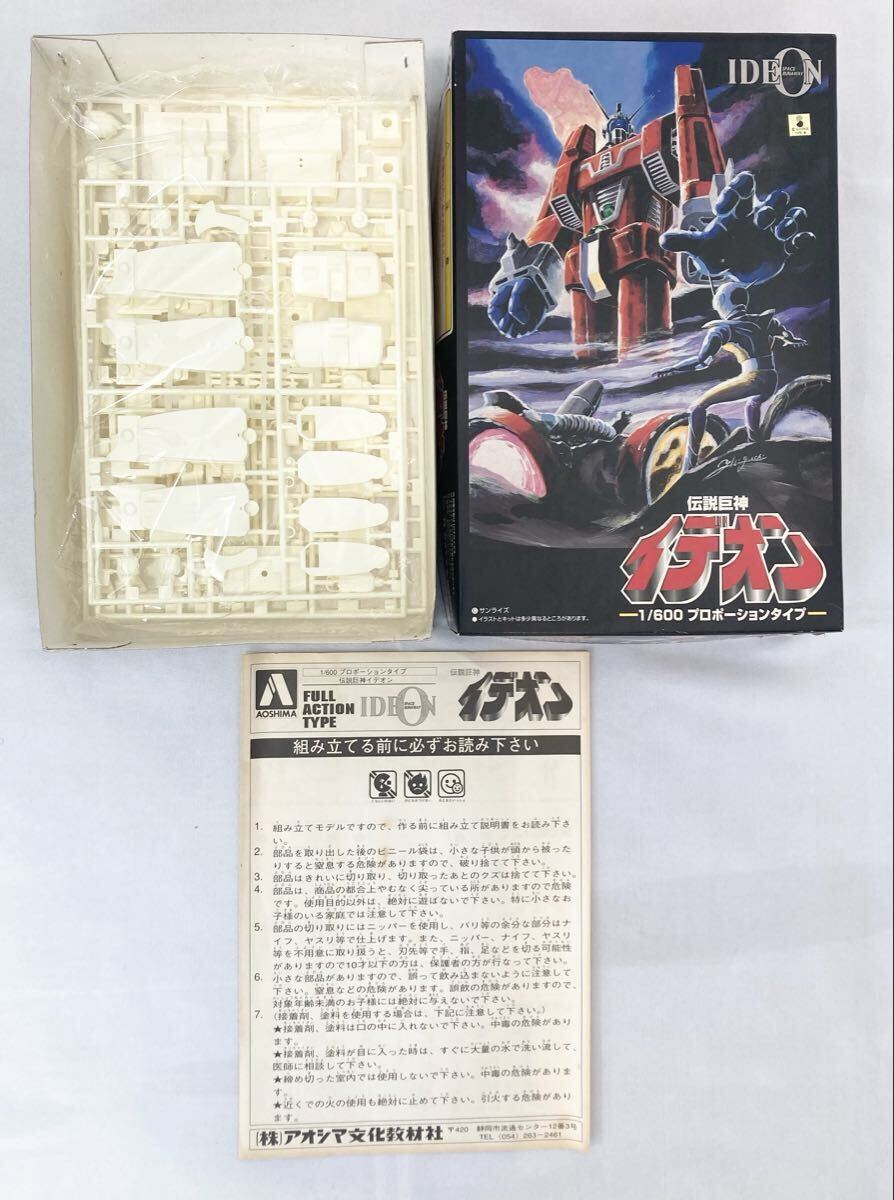 IDEON
SPACE
RUNAWAY
伝説巨神
イデオン
1/600 プロポーションタイプ
©サンライズ
●イラストとキットは多少異なるところがあります。
AOSHIMA
1/600 プロポーションタイプ
伝説巨神イデオン
FULL
ACTION
TYPE
IDEON
SPACE
RUNAWAY
伝説巨神
イデオン
組み立てる前に必ずお読み下さい
1. 組み立てモデルですので、作る前に組み立て説明書をお読み下さ
い。
2. 部品を取り出した後のビニール袋は、小さな子供が頭から被った
りすると窒息する危険がありますので、破り捨てて下さい。
3. 部品はきれいに切り取り、切り取ったあとのクズは捨てて下さい。
4. 部品は、商品の都合上やむなく尖っている所がありますので危険
です。使用目的以外は、絶対に遊ばないで下さい。特に小さなお
子様のいる家庭では注意して下さい。
5. 部品の切り取りにはニッパーを使用し、バリ等の余分な部分はナ
イフ、ヤスリ等で仕上げます。また、ニッパー、ナイフ、ヤスリ
等を不用意に取り扱うと、刃先等で手、指、足などを切る可能性
がありますので10才以下の方は、保護者の方が行なって下さい。
6. 小さな部品がありますので、誤って飲み込まないように注意して
下さい。窒息などの危険があります。誤飲の危険がありますので、
対象年齢未満のお子様には絶対に与えないで下さい。
7. (接着剤、塗料を使用する場合は、下記に注意して下さい。)
★接着剤、塗料は口の中に入れないで下さい。中毒の危険があり
ます。
★接着剤、塗料が目に入った時は、すぐに大量の水で洗い流して、
医師に相談して下さい。
★締め切った室内では使用しないで下さい。中毒の危険がありま
す。
★近くでの火の使用も絶対に止めて下さい。引火する危険があり
ます。
(株)アオシマ文化教材社
〒420 静岡市流通センター12番3号
TEL (054) 263-2461